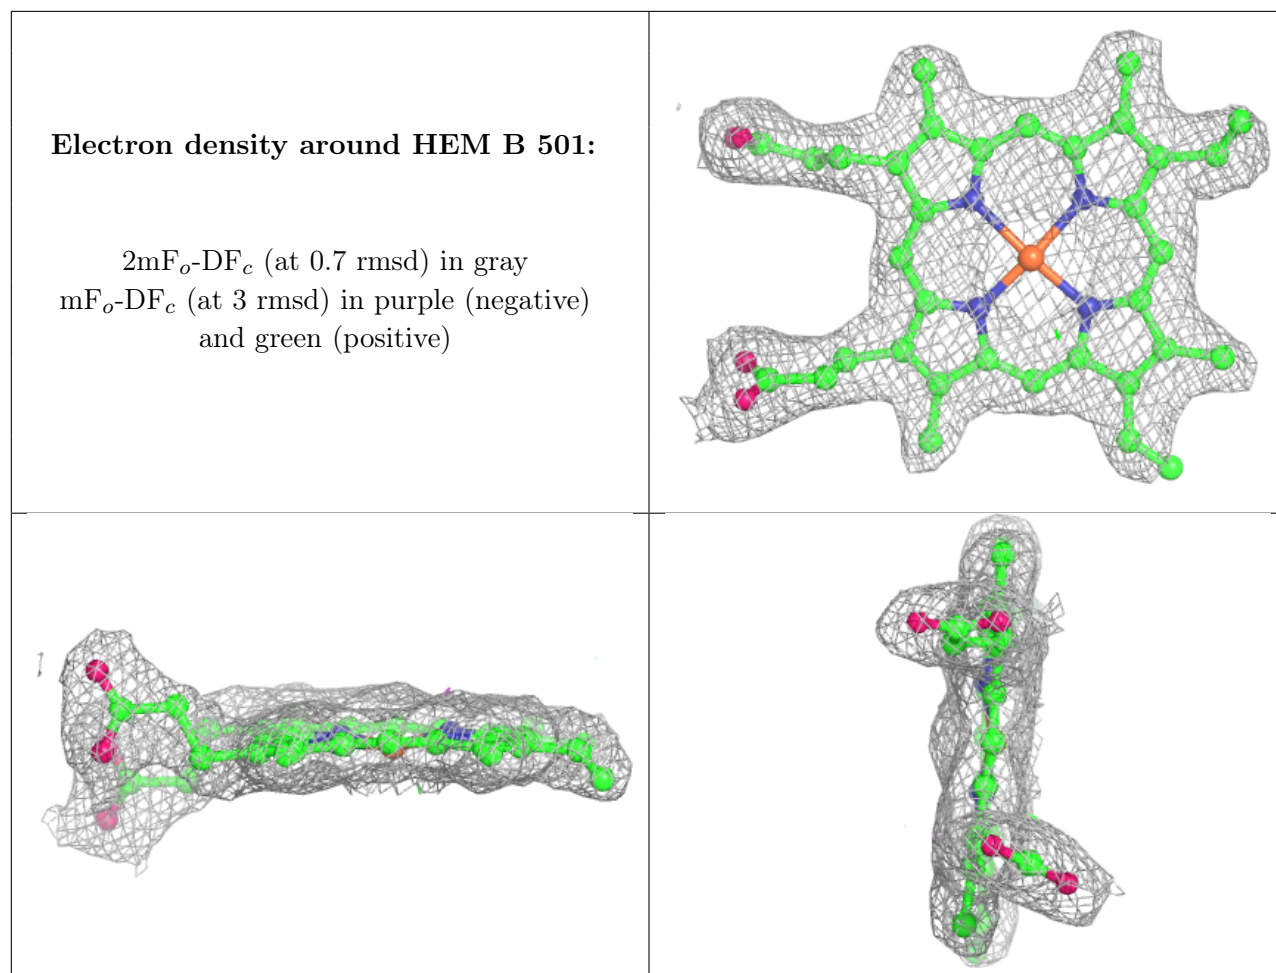 Electron density around HEM B 501:
2mFo-DFc (at 0.7 rmsd) in gray
mFo-DFc (at 3 rmsd) in purple (negative)
and green (positive)